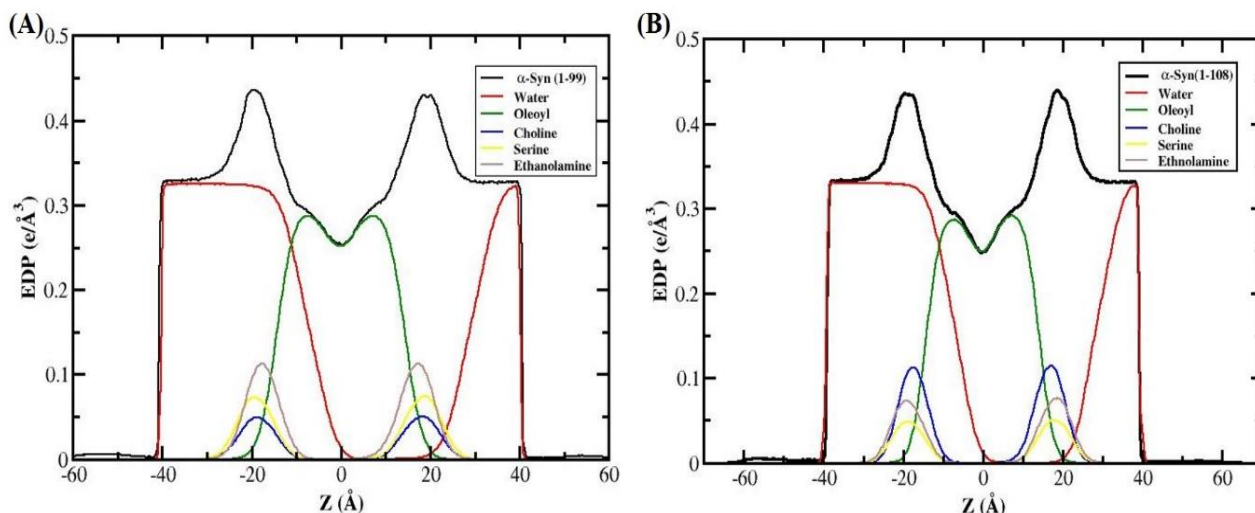 (A)
0.5
0.4
0.3
0.2
0.1
0
EDP (e/Å³)
-60
-40
-20
0
20
40
60
Z (Å)
α-Syn (1-99)
Water
Oleoyl
Choline
Serine
Ethanolamine
(B)
0.5
0.4
0.3
0.2
0.1
0
EDP (e/Å³)
-60
-40
-20
0
20
40
60
Z (Å)
α-Syn(1-108)
Water
Oleoyl
Choline
Serine
Ethnolamine